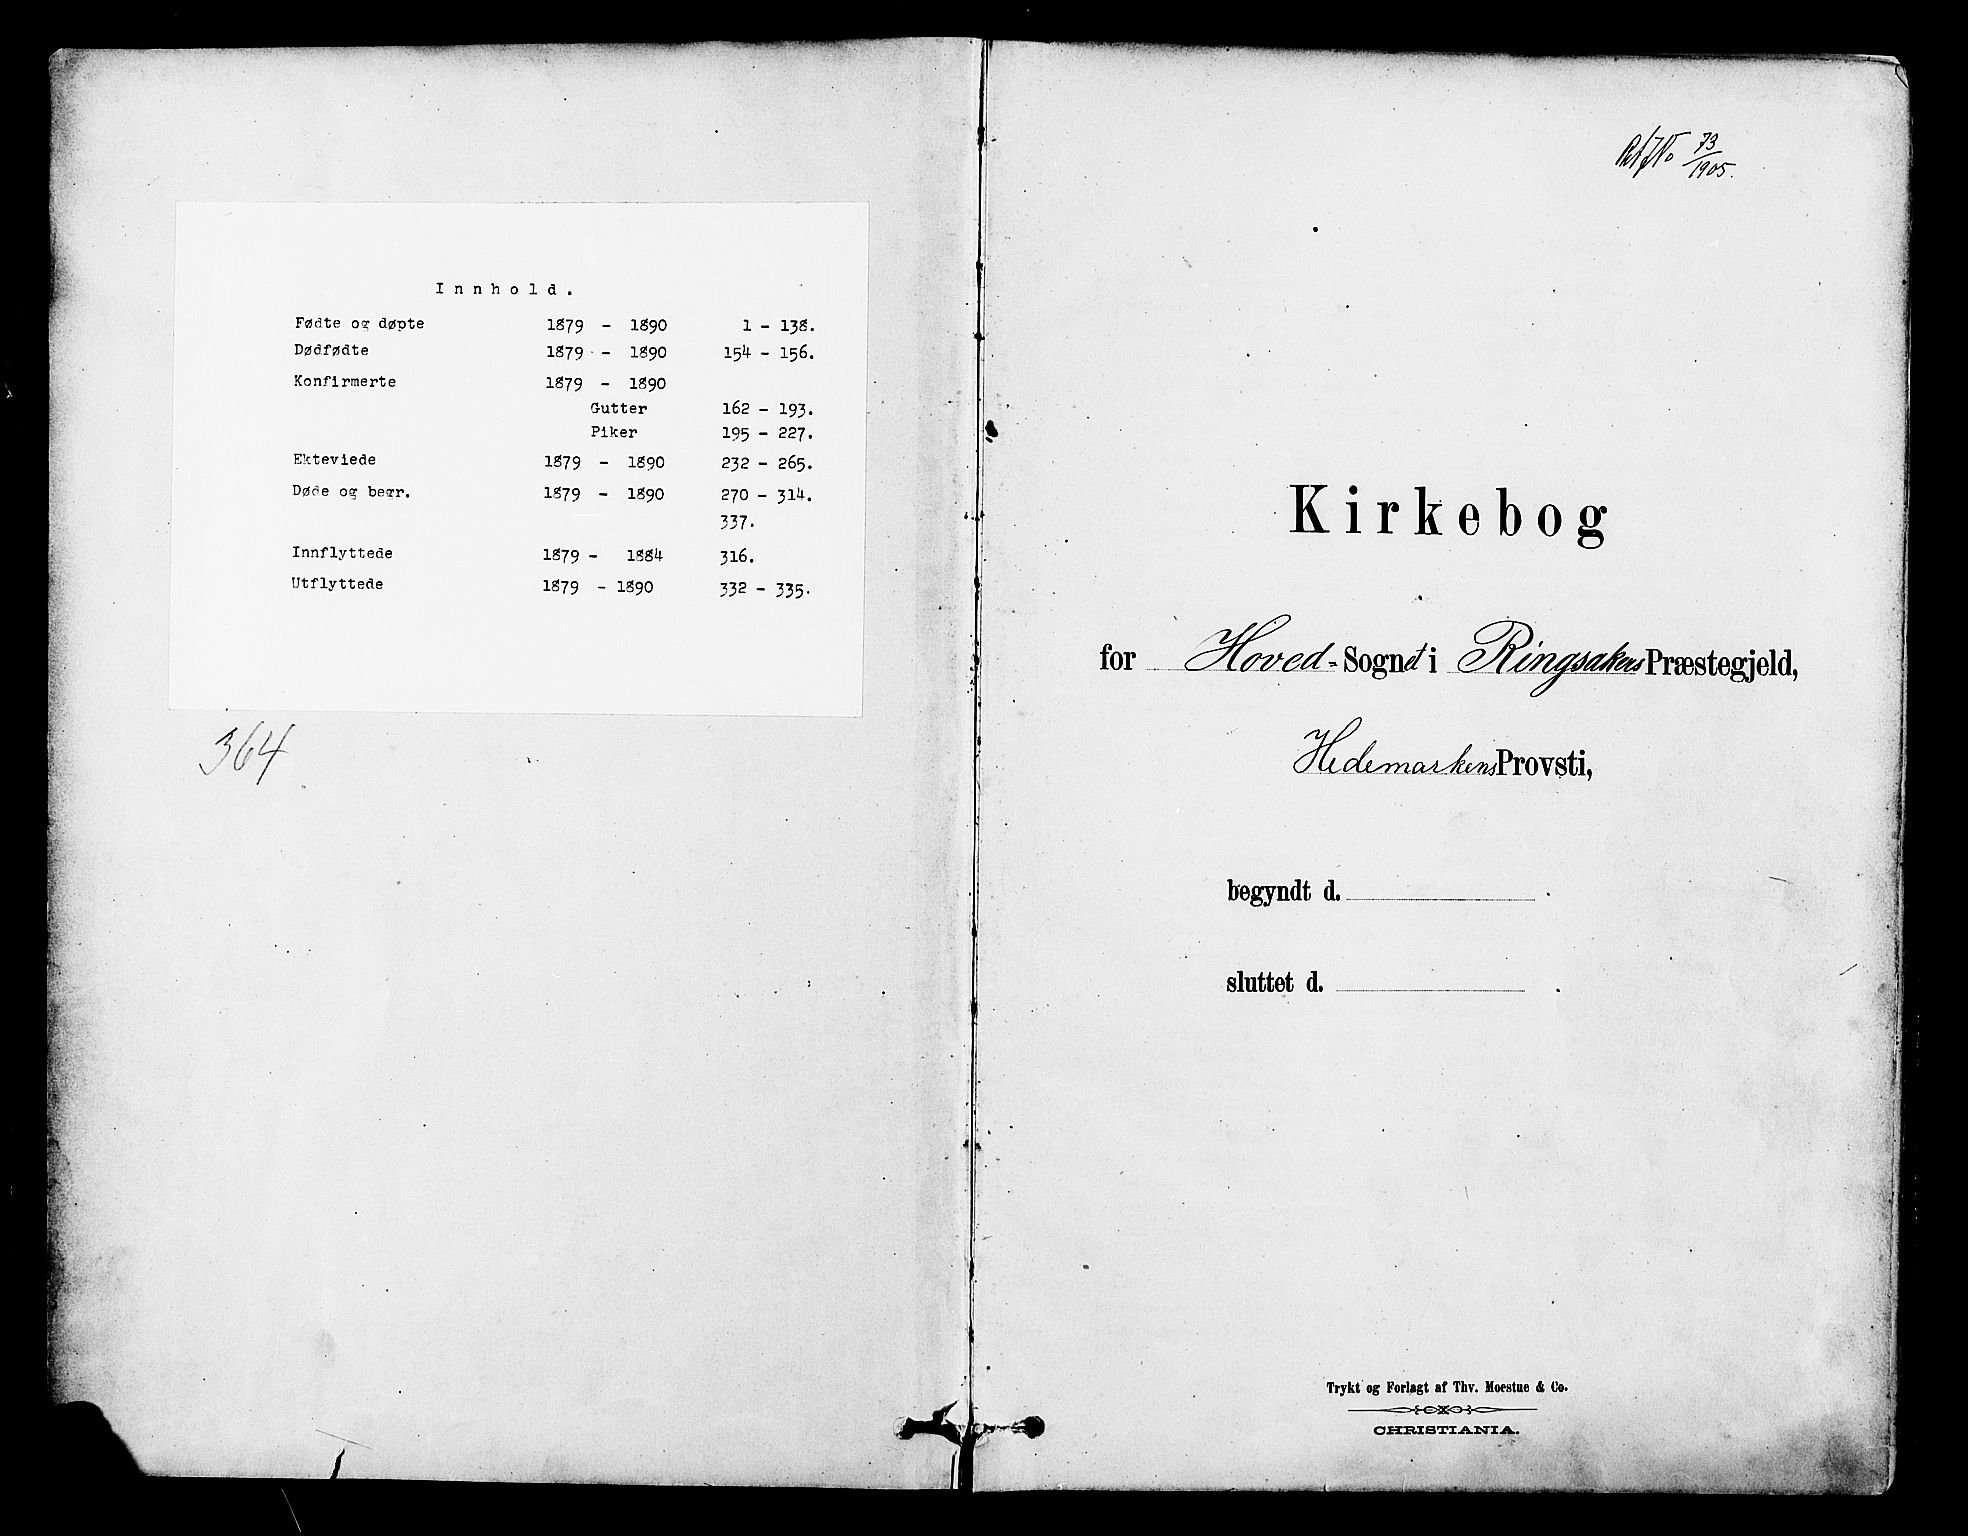 Innhold.
Fødte og døpte 1879 - 1890 1 - 138.
Dødfødte 1879 - 1890 154 - 156.
Konfirmerte 1879 - 1890
Gutter 162 - 193.
Piker 195 - 227.
Ekteviede 1879 - 1890 232 - 265.
Døde og begr. 1879 - 1890 270 - 314.
337.
Innflyttede 1879 - 1884 316.
Utflyttede 1879 - 1890 332 - 335.
364
73/1905.
Kirkebog
for Hoved-Sognet i Ringsakers Præstegjeld,
Hedemarkens Provsti,
begyndt d.
sluttet d.
Trykt og Forlagt af Thv. Moestue & Co.
CHRISTIANIA.